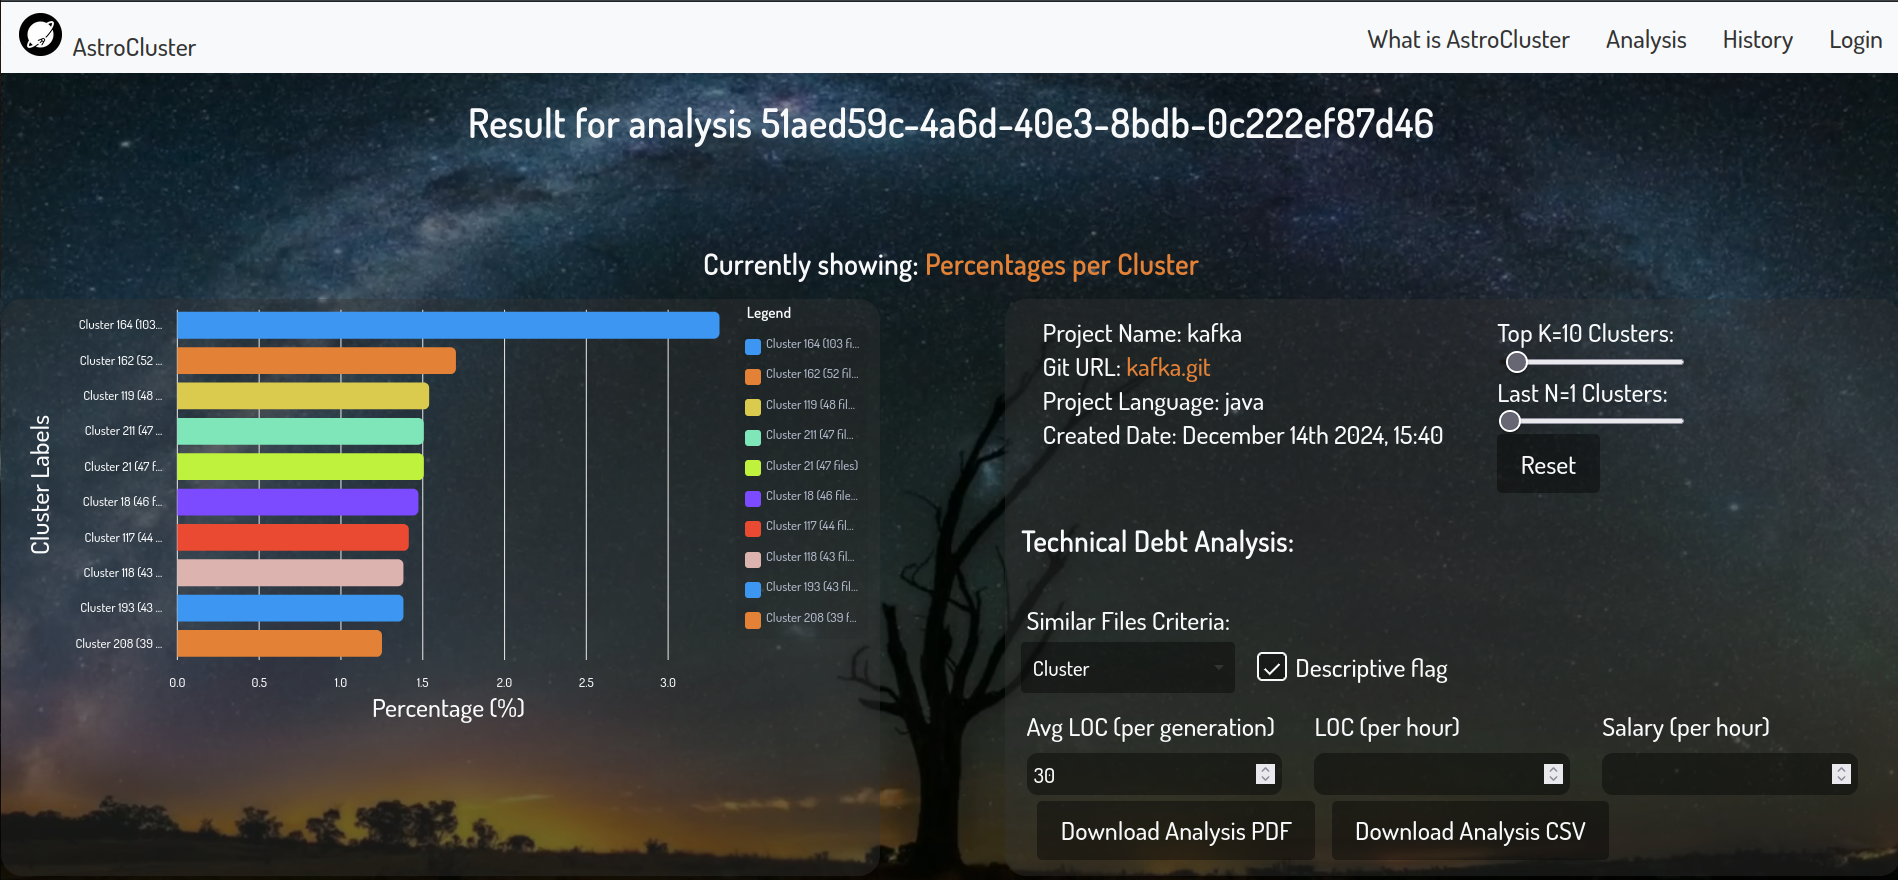 AstroCluster
What is AstroCluster
Analysis
History
Login
Result for analysis 51aed59c-4a6d-40e3-8bdb-0c222ef87d46
Currently showing: Percentages per Cluster
Cluster Labels
Cluster 164 (103...
Cluster 162 (52 ...
Cluster 119 (48 ...
Cluster 211 (47 ...
Cluster 21 (47 f...
Cluster 18 (46 f...
Cluster 117 (44 ...
Cluster 118 (43 ...
Cluster 193 (43 ...
Cluster 208 (39 ...
0.0
0.5
1.0
1.5
2.0
2.5
3.0
Percentage (%)
Legend
Cluster 164 (103 fi...
Cluster 162 (52 fil...
Cluster 119 (48 fil...
Cluster 211 (47 fil...
Cluster 21 (47 files)
Cluster 18 (46 file...
Cluster 117 (44 fil...
Cluster 118 (43 fil...
Cluster 193 (43 fil...
Cluster 208 (39 f...
Project Name: kafka
Git URL: kafka.git
Project Language: java
Created Date: December 14th 2024, 15:40
Top K=10 Clusters:
Last N=1 Clusters:
Reset
Technical Debt Analysis:
Similar Files Criteria:
Cluster
Descriptive flag
Avg LOC (per generation)
LOC (per hour)
Salary (per hour)
30
Download Analysis PDF
Download Analysis CSV